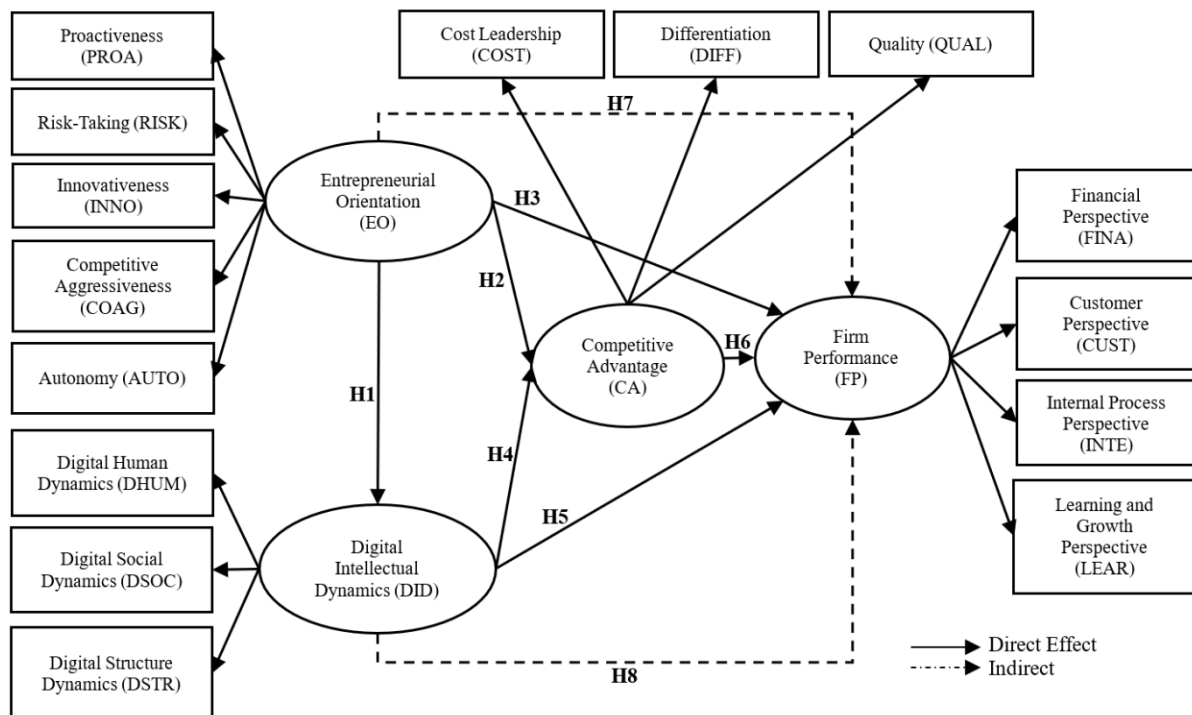 Proactiveness
(PROA)
Risk-Taking (RISK)
Innovativeness
(INNO)
Competitive
Aggressiveness
(COAG)
Autonomy (AUTO)
Digital Human
Dynamics (DHUM)
Digital Social
Dynamics (DSOC)
Digital Structure
Dynamics (DSTR)
Cost Leadership
(COST)
Differentiation
(DIFF)
Quality (QUAL)
H7
Entrepreneurial
Orientation
(EO)
H3
H2
H1
Competitive
Advantage
(CA)
H6
Firm
Performance
(FP)
H4
H5
Digital
Intellectual
Dynamics (DID)
H8
Financial
Perspective
(FINA)
Customer
Perspective
(CUST)
Internal Process
Perspective
(INTE)
Learning and
Growth
Perspective
(LEAR)
Direct Effect
Indirect